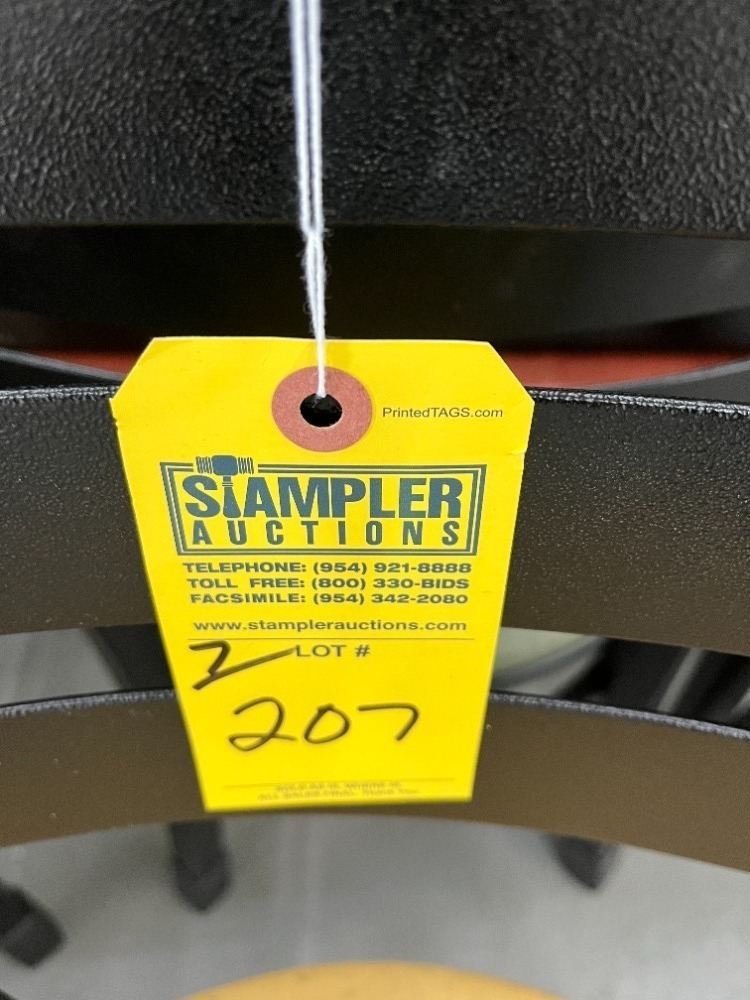 PrintedTAGS.com
STAMPLER
AUCTIONS
TELEPHONE: (954) 921-8888
TOLL FREE: (800) 330-BIDS
FACSIMILE: (954) 342-2080
www.stamplerauctions.com
2 LOT #
207